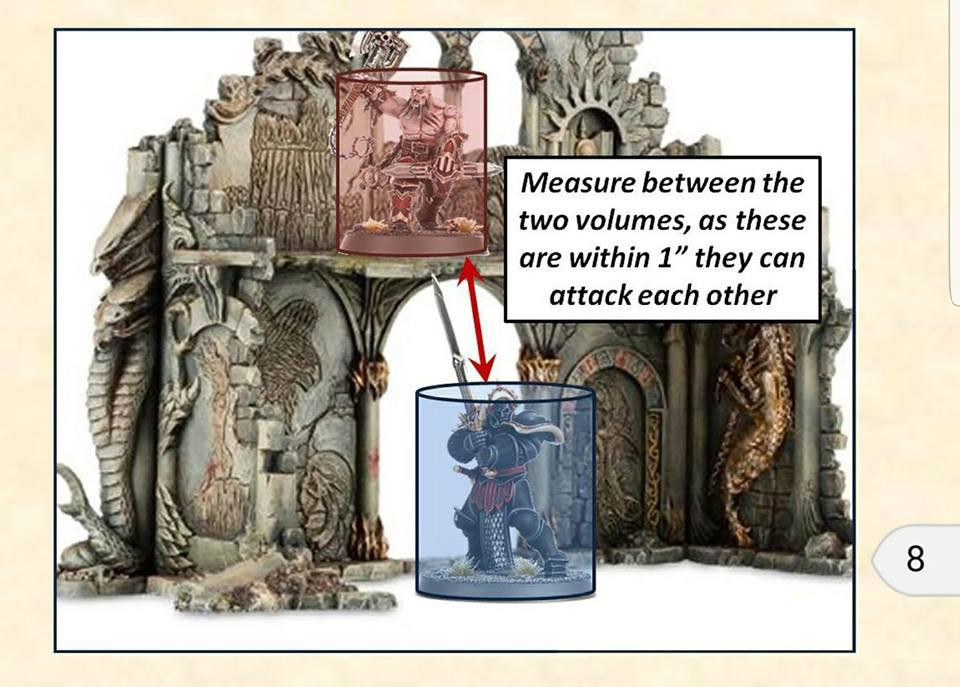 Measure between the
two volumes, as these
are within 1” they can
attack each other
8